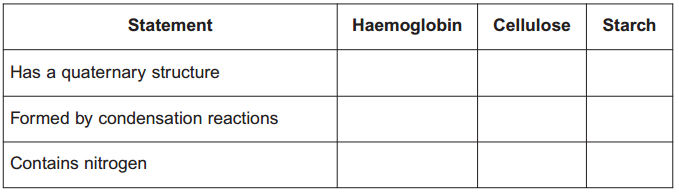 Statement Haemoglobin Cellulose Starch
Has a quaternary structure
Formed by condensation reactions
Contains nitrogen